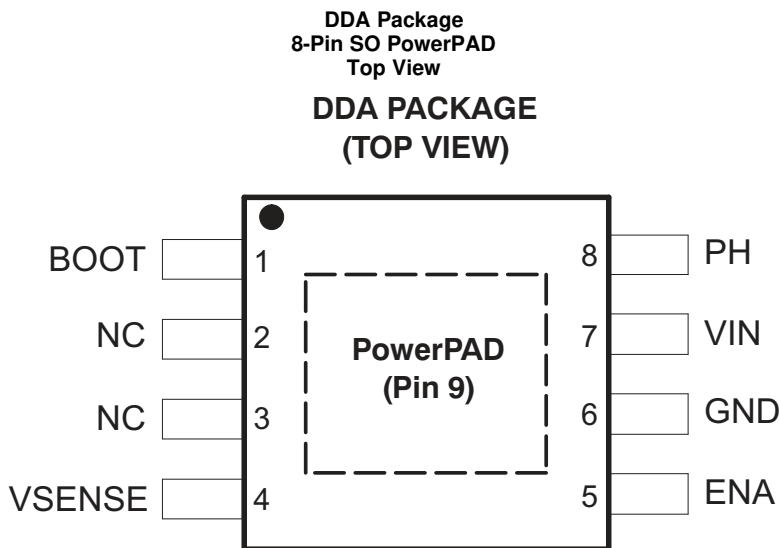 DDA Package
8-Pin SO PowerPAD
Top View
DDA PACKAGE
(TOP VIEW)
BOOT 1 8 PH
NC 2 7 VIN
NC 3 6 GND
VSENSE 4 5 ENA
PowerPAD
(Pin 9)